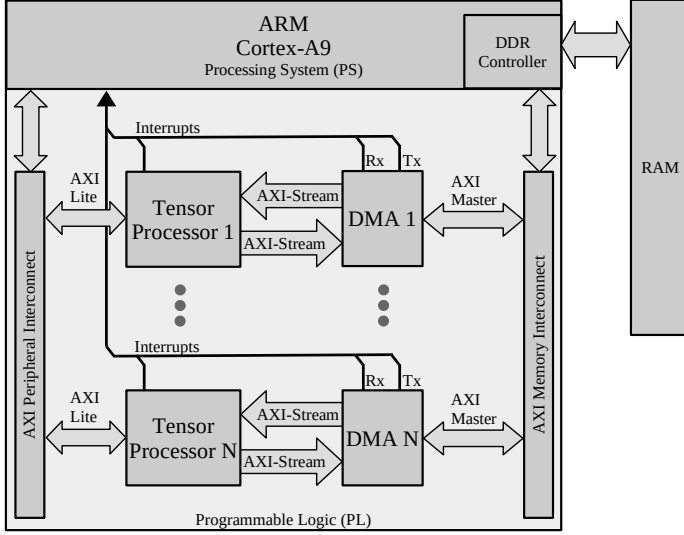 ARM
Cortex-A9
Processing System (PS)
DDR
Controller
RAM
Interrupts
Rx Tx
AXI
Lite
Tensor
Processor 1
AXI-Stream
AXI-Stream
DMA 1
AXI
Master
AXI Peripheral Interconnect
AXI Memory Interconnect
Interrupts
Rx Tx
AXI
Lite
Tensor
Processor N
AXI-Stream
AXI-Stream
DMA N
AXI
Master
Programmable Logic (PL)